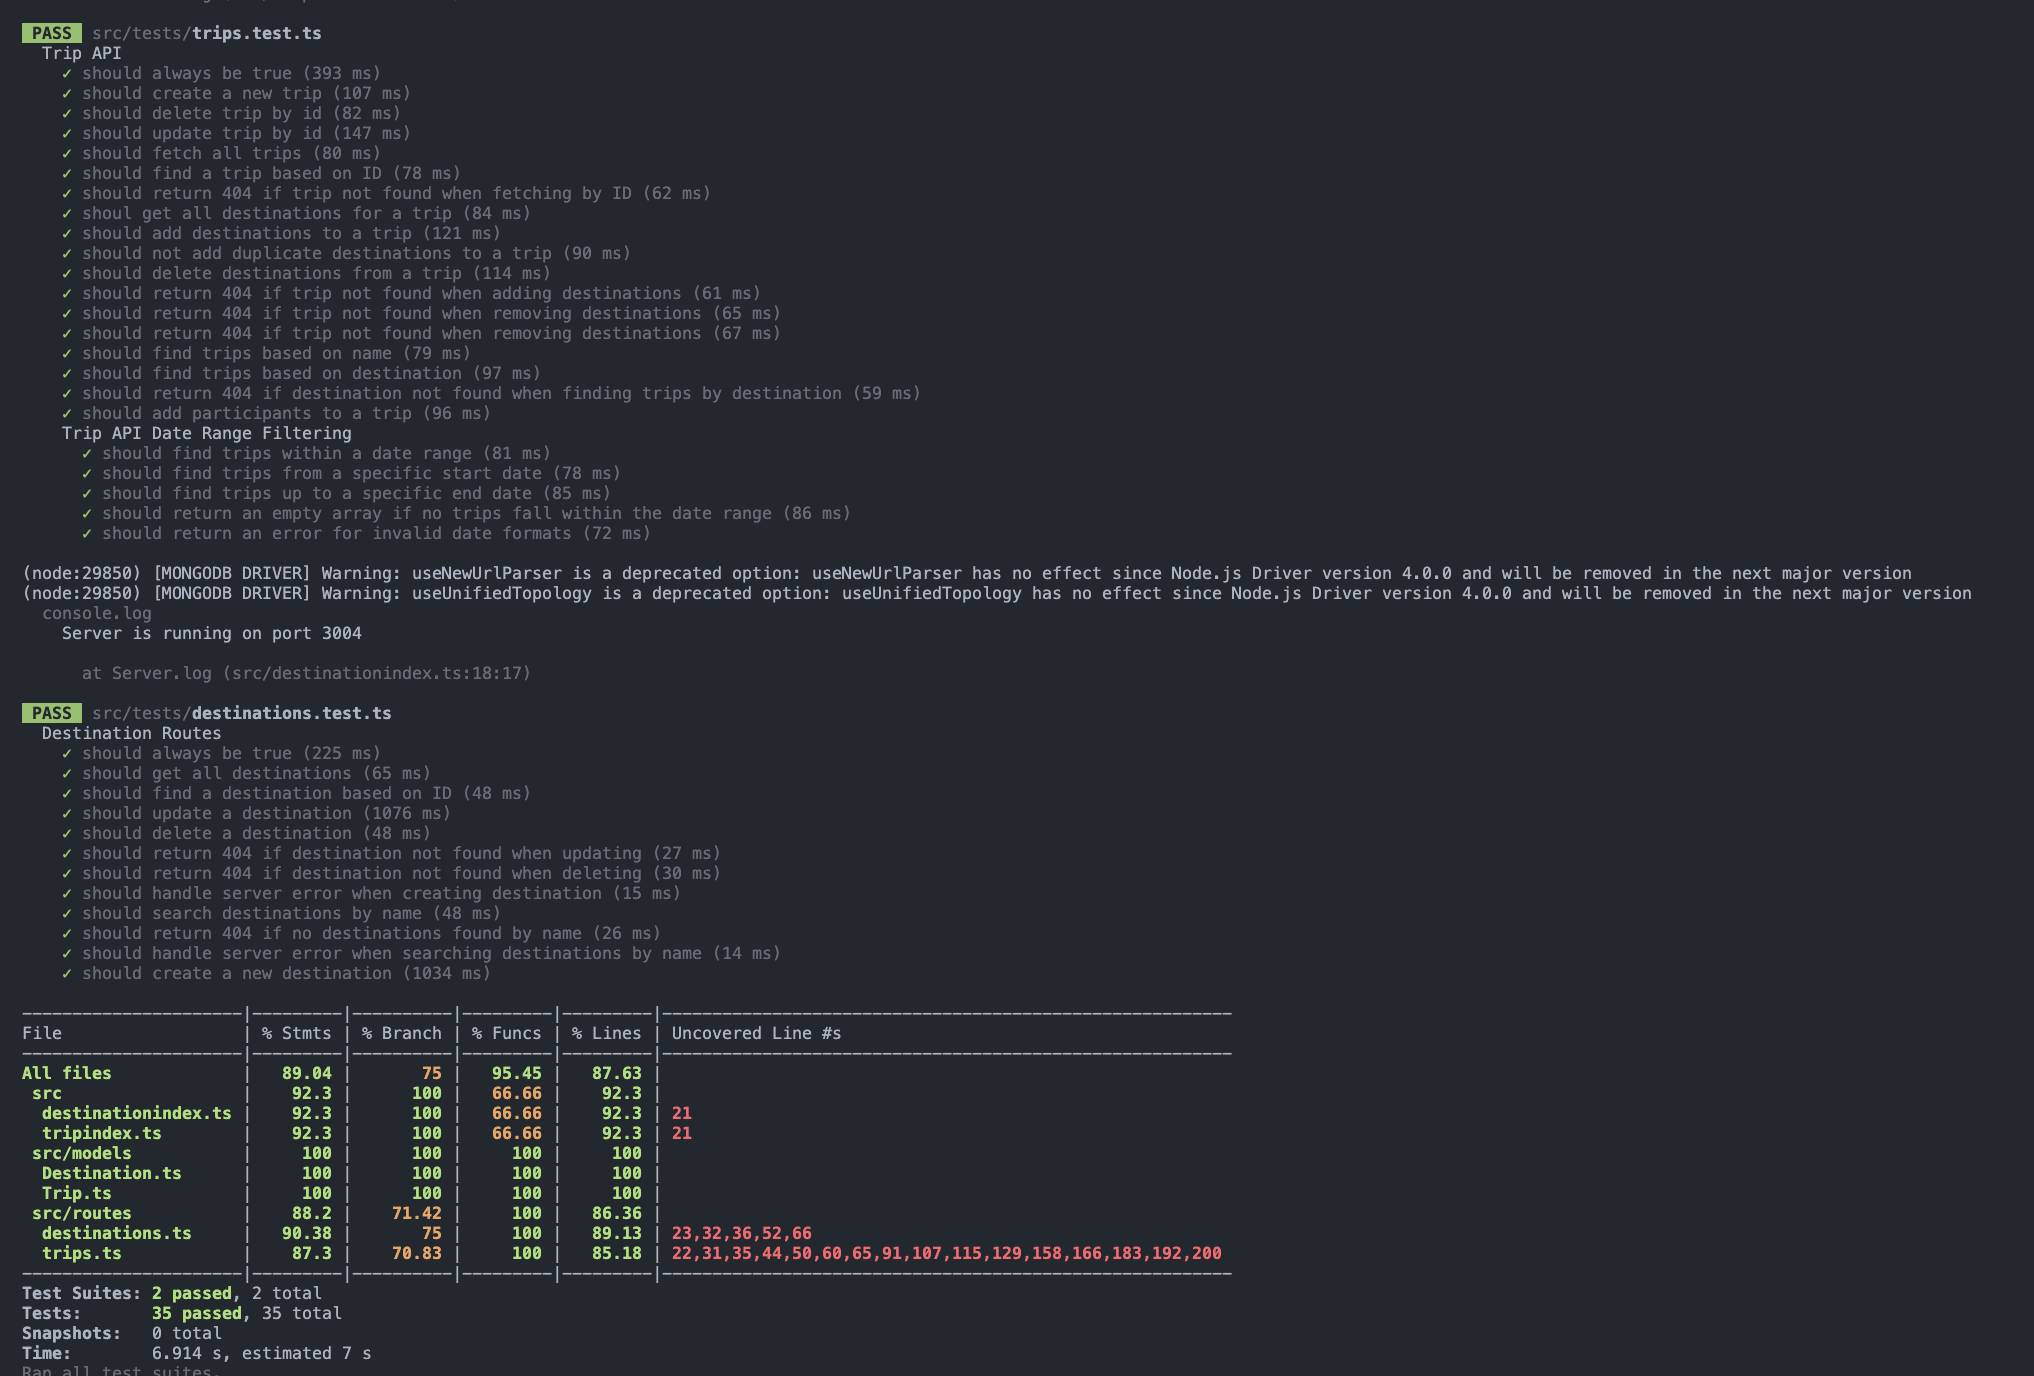 PASS src/tests/trips.test.ts
Trip API
✓ should always be true (393 ms)
✓ should create a new trip (107 ms)
✓ should delete trip by id (82 ms)
✓ should update trip by id (147 ms)
✓ should fetch all trips (80 ms)
✓ should find a trip based on ID (78 ms)
✓ should return 404 if trip not found when fetching by ID (62 ms)
✓ shoul get all destinations for a trip (84 ms)
✓ should add destinations to a trip (121 ms)
✓ should not add duplicate destinations to a trip (90 ms)
✓ should delete destinations from a trip (114 ms)
✓ should return 404 if trip not found when adding destinations (61 ms)
✓ should return 404 if trip not found when removing destinations (65 ms)
✓ should return 404 if trip not found when removing destinations (67 ms)
✓ should find trips based on name (79 ms)
✓ should find trips based on destination (97 ms)
✓ should return 404 if destination not found when finding trips by destination (59 ms)
✓ should add participants to a trip (96 ms)
Trip API Date Range Filtering
✓ should find trips within a date range (81 ms)
✓ should find trips from a specific start date (78 ms)
✓ should find trips up to a specific end date (85 ms)
✓ should return an empty array if no trips fall within the date range (86 ms)
✓ should return an error for invalid date formats (72 ms)
(node:29850) [MONGODB DRIVER] Warning: useNewUrlParser is a deprecated option: useNewUrlParser has no effect since Node.js Driver version 4.0.0 and will be removed in the next major version
(node:29850) [MONGODB DRIVER] Warning: useUnifiedTopology is a deprecated option: useUnifiedTopology has no effect since Node.js Driver version 4.0.0 and will be removed in the next major version
console.log
Server is running on port 3004
at Server.log (src/destinationindex.ts:18:17)
PASS src/tests/destinations.test.ts
Destination Routes
✓ should always be true (225 ms)
✓ should get all destinations (65 ms)
✓ should find a destination based on ID (48 ms)
✓ should update a destination (1076 ms)
✓ should delete a destination (48 ms)
✓ should return 404 if destination not found when updating (27 ms)
✓ should return 404 if destination not found when deleting (30 ms)
✓ should handle server error when creating destination (15 ms)
✓ should search destinations by name (48 ms)
✓ should return 404 if no destinations found by name (26 ms)
✓ should handle server error when searching destinations by name (14 ms)
✓ should create a new destination (1034 ms)
File | % Stmts | % Branch | % Funcs | % Lines | Uncovered Line #s
All files | 89.04 | 75 | 95.45 | 87.63 |
src | 92.3 | 100 | 66.66 | 92.3 |
destinationindex.ts | 92.3 | 100 | 66.66 | 92.3 | 21
tripindex.ts | 92.3 | 100 | 66.66 | 92.3 | 21
src/models | 100 | 100 | 100 | 100 |
Destination.ts | 100 | 100 | 100 | 100 |
Trip.ts | 100 | 100 | 100 | 100 |
src/routes | 88.2 | 71.42 | 100 | 86.36 |
destinations.ts | 90.38 | 75 | 100 | 89.13 | 23,32,36,52,66
trips.ts | 87.3 | 70.83 | 100 | 85.18 | 22,31,35,44,50,60,65,91,107,115,129,158,166,183,192,200
Test Suites: 2 passed, 2 total
Tests: 35 passed, 35 total
Snapshots: 0 total
Time: 6.914 s, estimated 7 s
Ran all test suites.